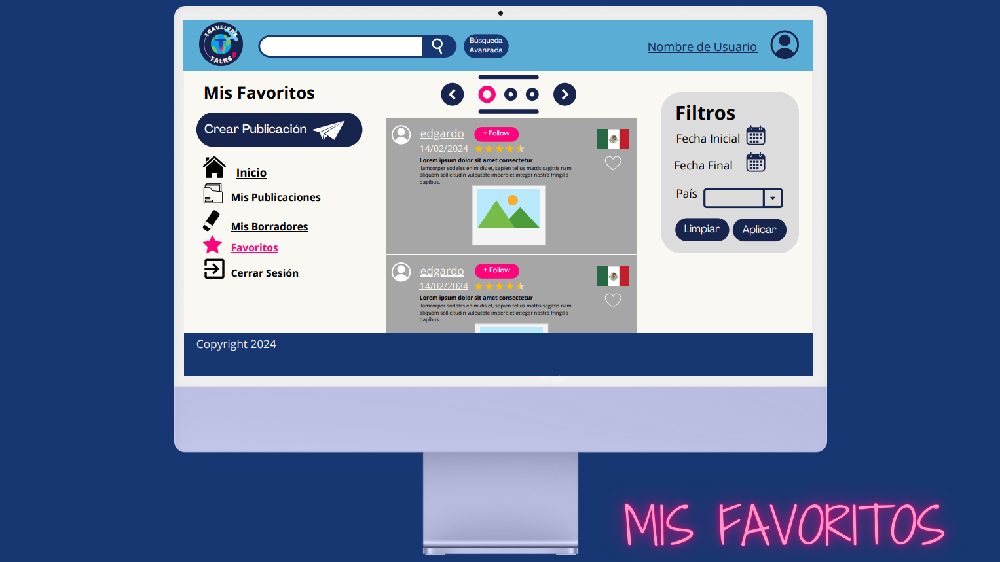 TRAVELERS
TALKS
Búsqueda
Avanzada
Nombre de Usuario
Mis Favoritos
Crear Publicación
Inicio
Mis Publicaciones
Mis Borradores
Favoritos
Cerrar Sesión
edgardo
+ Follow
14/02/2024
Lorem ipsum dolor sit amet consectetur
llamcorper sodales enim dis et, sapien tellus mattis sagittis nam
aliquam sollicitudin vulputate imperdiet integer nostra fringilla
dapibus.
edgardo
+ Follow
14/02/2024
Lorem ipsum dolor sit amet consectetur
llamcorper sodales enim dis et, sapien tellus mattis sagittis nam
aliquam sollicitudin vulputate imperdiet integer nostra fringilla
dapibus.
Filtros
Fecha Inicial
Fecha Final
País
Limpiar
Aplicar
Copyright 2024
MIS FAVORITOS